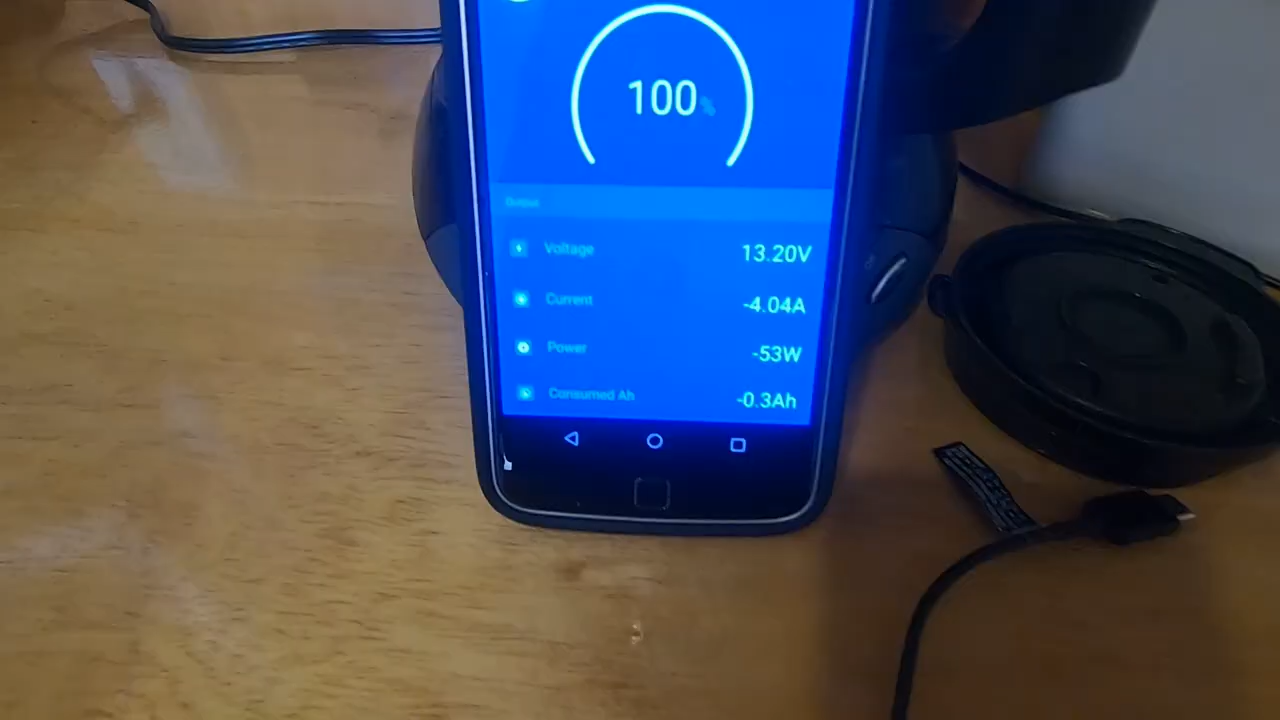 100%
Voltage 13.20V
Current -4.04A
Power -53W
Consumed Ah -0.3Ah